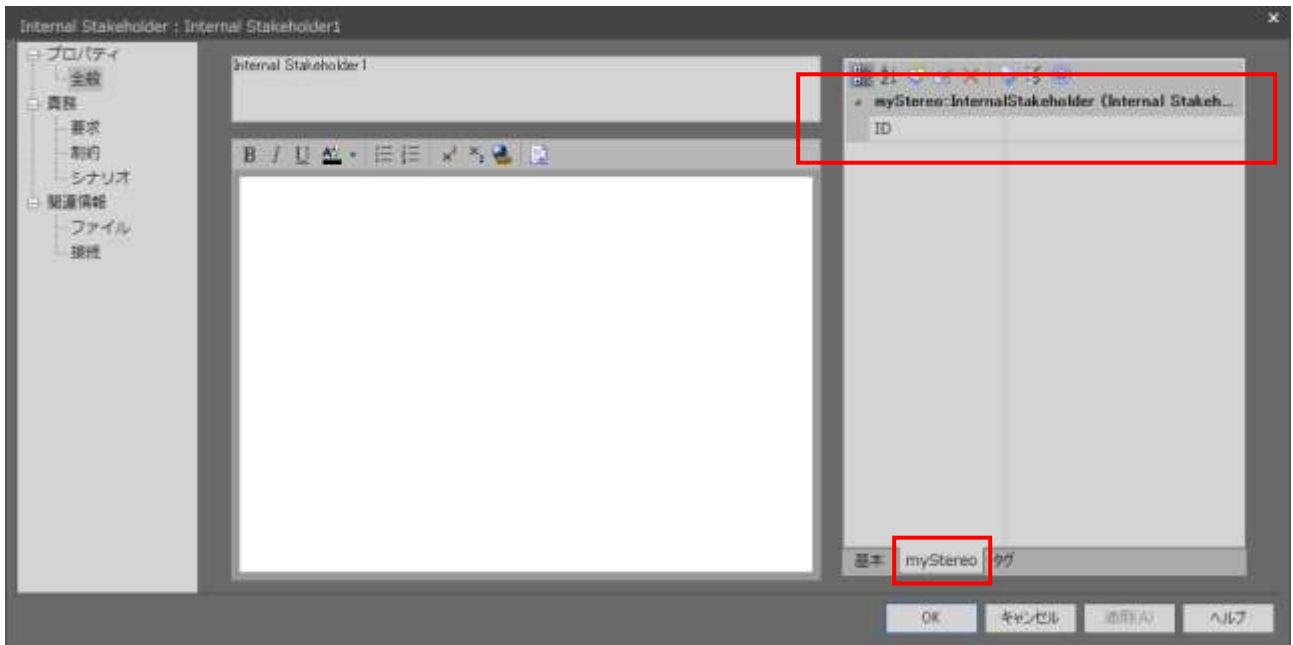 Internal Stakeholder : Internal Stakeholder1
プロパティ
全般
責務
要求
制約
シナリオ
関連情報
ファイル
接続
Internal Stakeholder1
B I U
myStereo::InternalStakeholder (Internal Stakeh...
ID
基本
myStereo
タグ
OK
キャンセル
適用(A)
ヘルプ